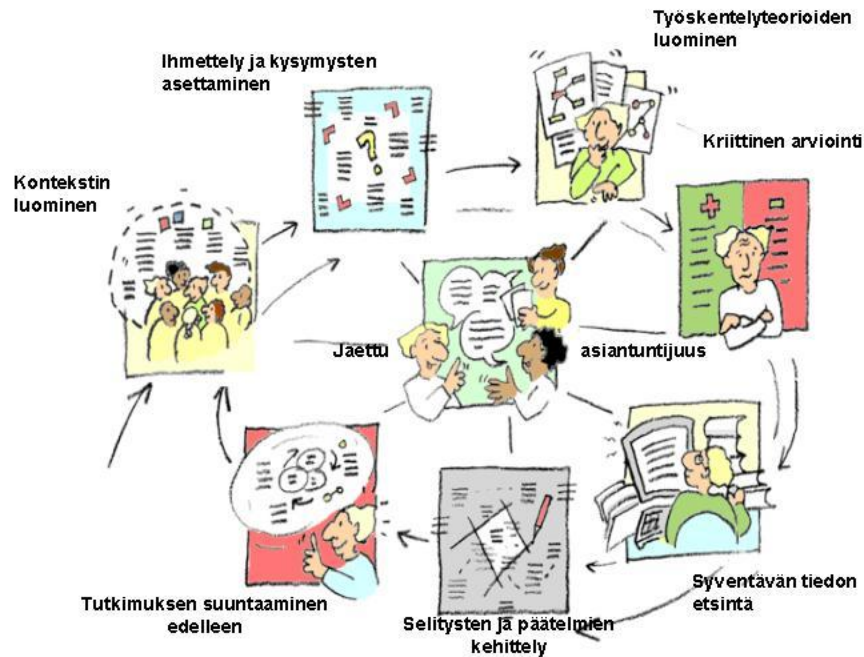 Ihmettely ja kysymysten
asettaminen
Työskentelyteorioiden
luominen
Kriittinen arviointi
Kontekstin
luominen
Jaettu asiantuntijuus
Syventävän tiedon
etsintä
Selitysten ja päätelmien
kehittely
Tutkimuksen suuntaaminen
edelleen